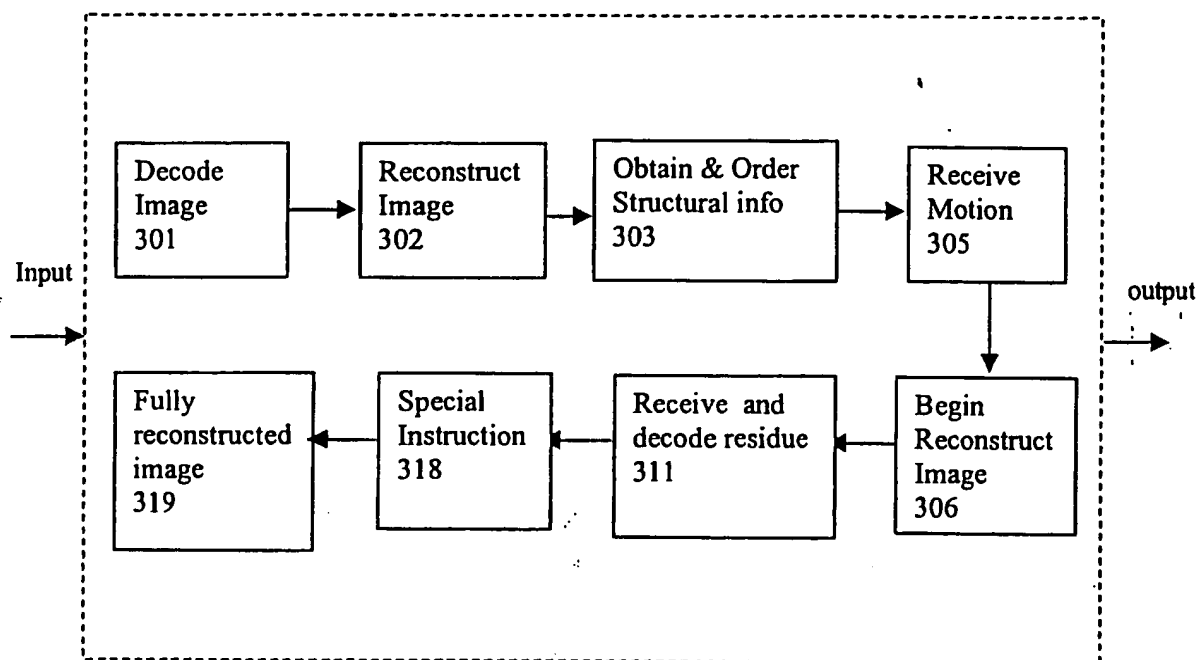 Input
Decode
Image
301
Reconstruct
Image
302
Obtain & Order
Structural info
303
Receive
Motion
305
Begin
Reconstruct
Image
306
Receive and
decode residue
311
Special
Instruction
318
Fully
reconstructed
image
319
output